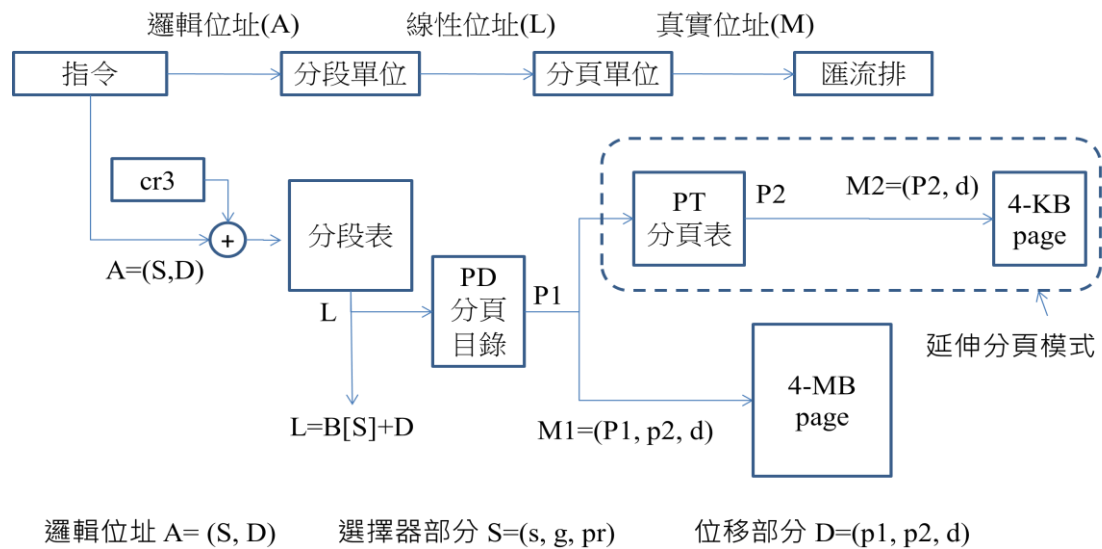 邏輯位址(A)
線性位址(L)
真實位址(M)
指令
分段單位
分頁單位
匯流排
cr3
+
A=(S,D)
分段表
L
L=B[S]+D
PD
分頁
目錄
P1
PT
分頁表
P2
M2=(P2, d)
4-KB
page
延伸分頁模式
M1=(P1, p2, d)
4-MB
page
邏輯位址 A= (S, D)
選擇器部分 S=(s, g, pr)
位移部分 D=(p1, p2, d)